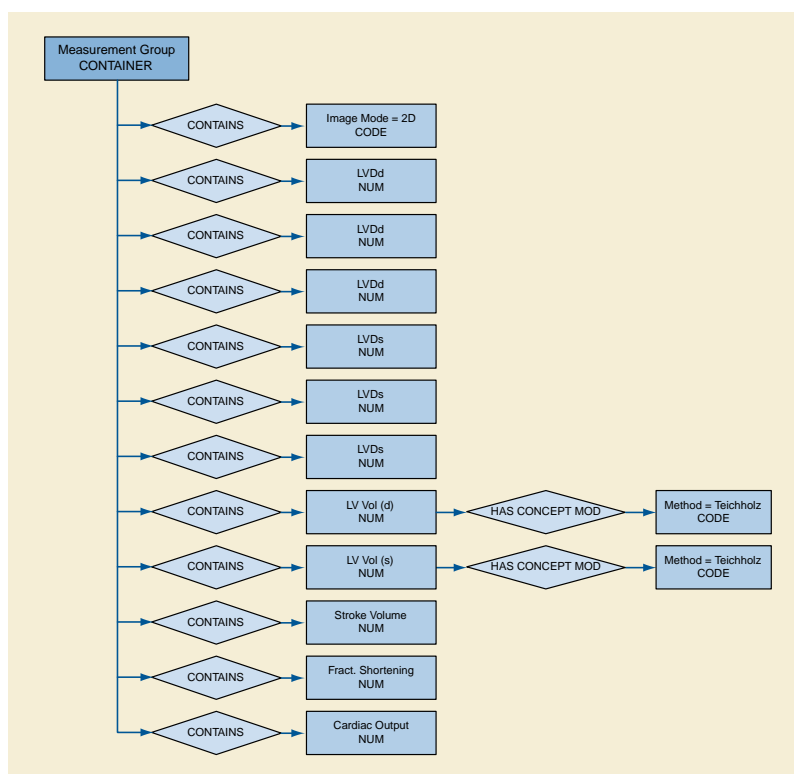 Measurement Group
CONTAINER
CONTAINS
Image Mode = 2D
CODE
CONTAINS
LVDd
NUM
CONTAINS
LVDd
NUM
CONTAINS
LVDd
NUM
CONTAINS
LVDs
NUM
CONTAINS
LVDs
NUM
CONTAINS
LVDs
NUM
CONTAINS
LV Vol (d)
NUM
HAS CONCEPT MOD
Method = Teichholz
CODE
CONTAINS
LV Vol (s)
NUM
HAS CONCEPT MOD
Method = Teichholz
CODE
CONTAINS
Stroke Volume
NUM
CONTAINS
Fract. Shortening
NUM
CONTAINS
Cardiac Output
NUM